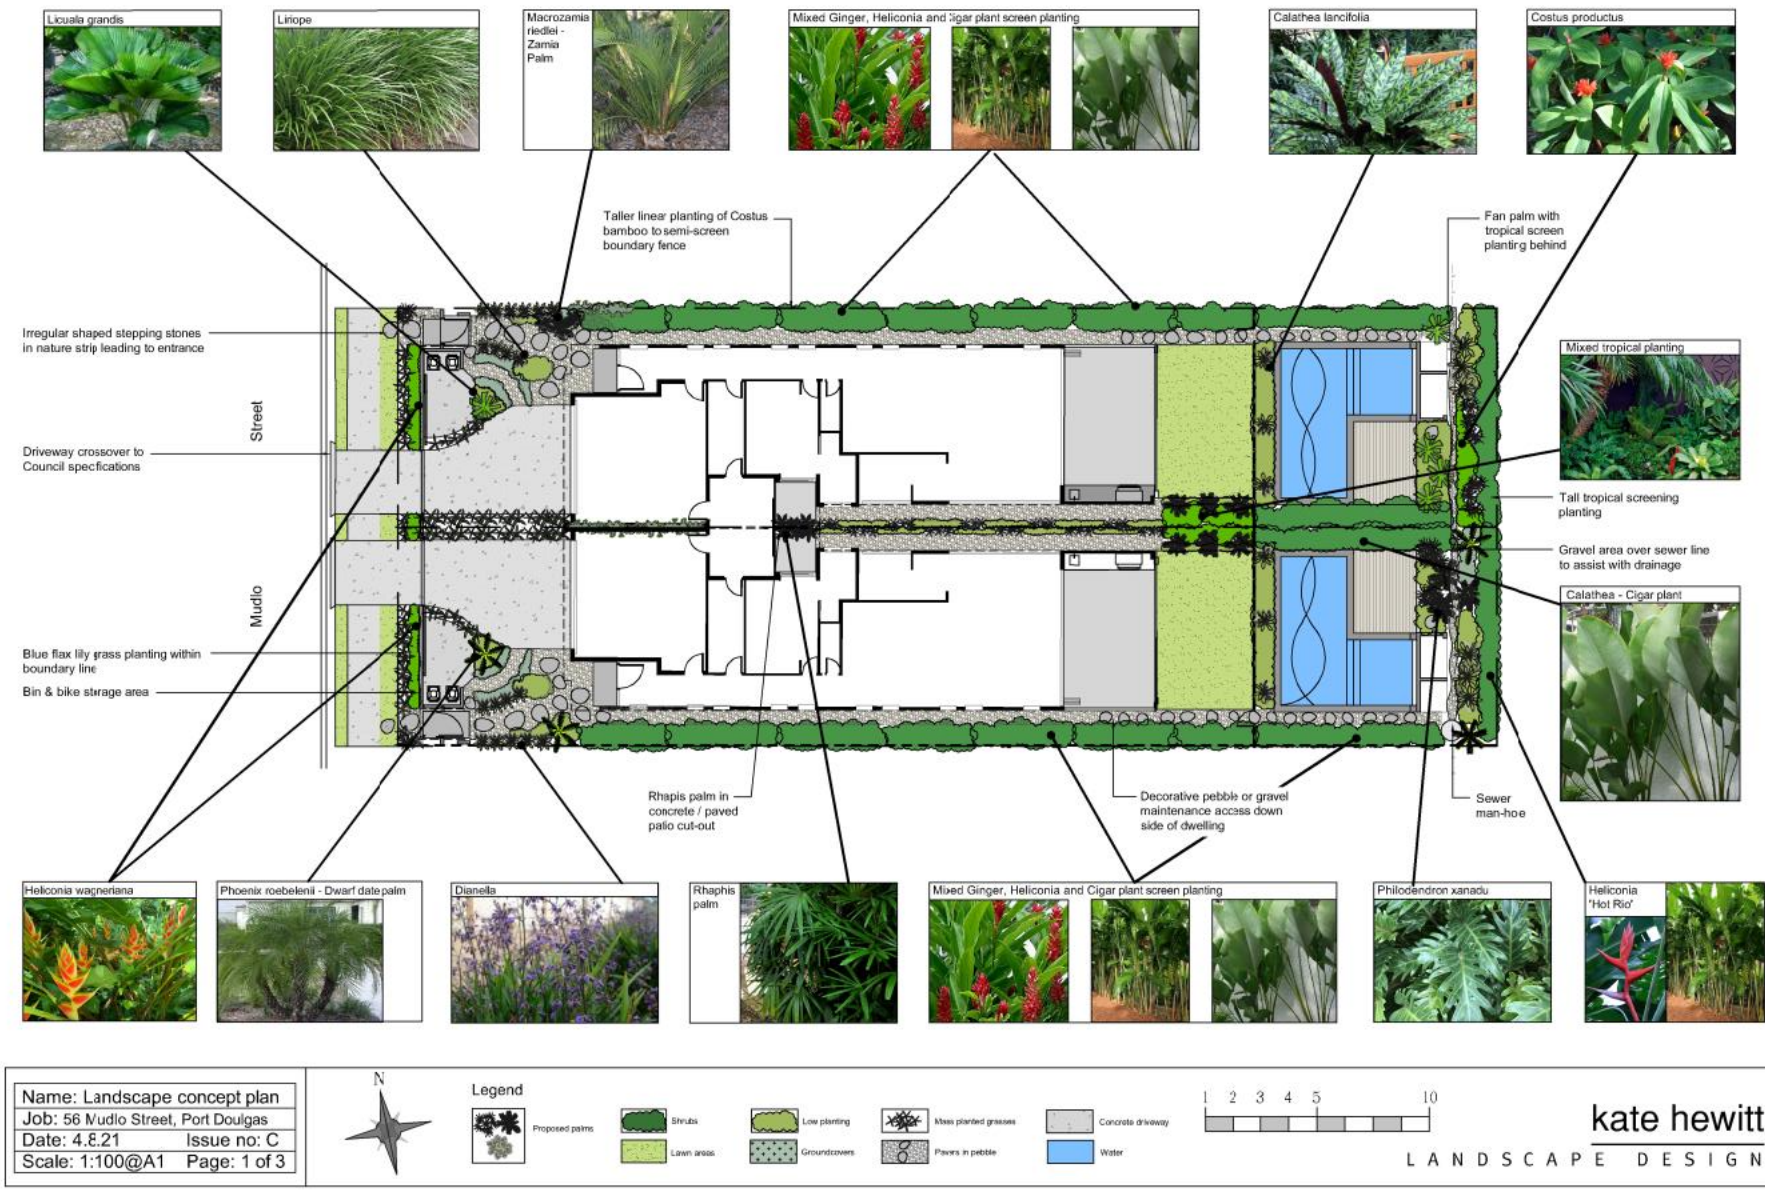 Licuala grandis
Liriope
Macrozamia
riedlei -
Zamia
Palm
Mixed Ginger, Heliconia and Cigar plant screen planting
Calathea lancifolia
Costus productus
Taller linear planting of Costus
bamboo to semi-screen
boundary fence
Fan palm with
tropical screen
planting behind
Irregular shaped stepping stones
in nature strip leading to entrance
Mixed tropical planting
Street
Driveway crossover to
Council specifications
Tall tropical screening
planting
Gravel area over sewer line
to assist with drainage
Mudlo
Calathea - Cigar plant
Blue flax lily grass planting within
boundary line
Bin & bike storage area
Rhapis palm in
concrete / paved
patio cut-out
Decorative pebble or gravel
maintenance access down
side of dwelling
Sewer
man-hoe
Heliconia wagneriana
Phoenix roebelenii - Dwarf date palm
Dianella
Rhaphis
palm
Mixed Ginger, Heliconia and Cigar plant screen planting
Philodendron xanadu
Heliconia
'Hot Rio'
Name: Landscape concept plan
Job: 56 Mudlo Street, Port Doulgas
Date: 4.8.21 Issue no: C
Scale: 1:100@A1 Page: 1 of 3
N
Legend
Proposed palms
Shrubs
Low planting
Mass planted grasses
Concrete driveway
Lawn areas
Groundcovers
Pavers in pebble
Water
1 2 3 4 5 10
kate hewitt
LANDSCAPE DESIGN